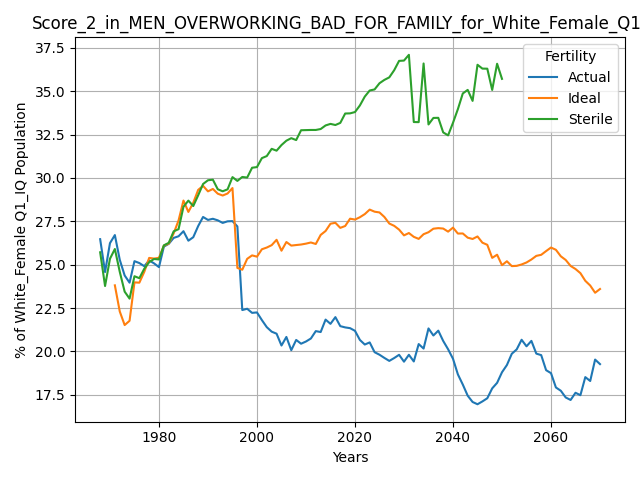 Score_2_in_MEN_OVERWORKING_BAD_FOR_FAMILY_for_White_Female_Q1
% of White_Female Q1_IQ Population
37.5
35.0
32.5
30.0
27.5
25.0
22.5
20.0
17.5
Fertility
Actual
Ideal
Sterile
1980
2000
2020
2040
2060
Years